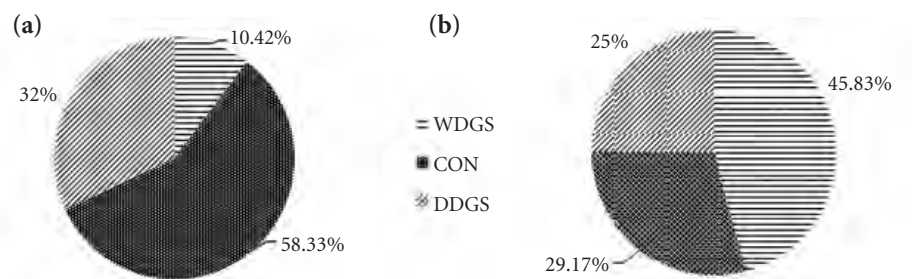 (a)
10.42%
32%
58.33%
WDGS
CON
DDGS
(b)
25%
45.83%
29.17%